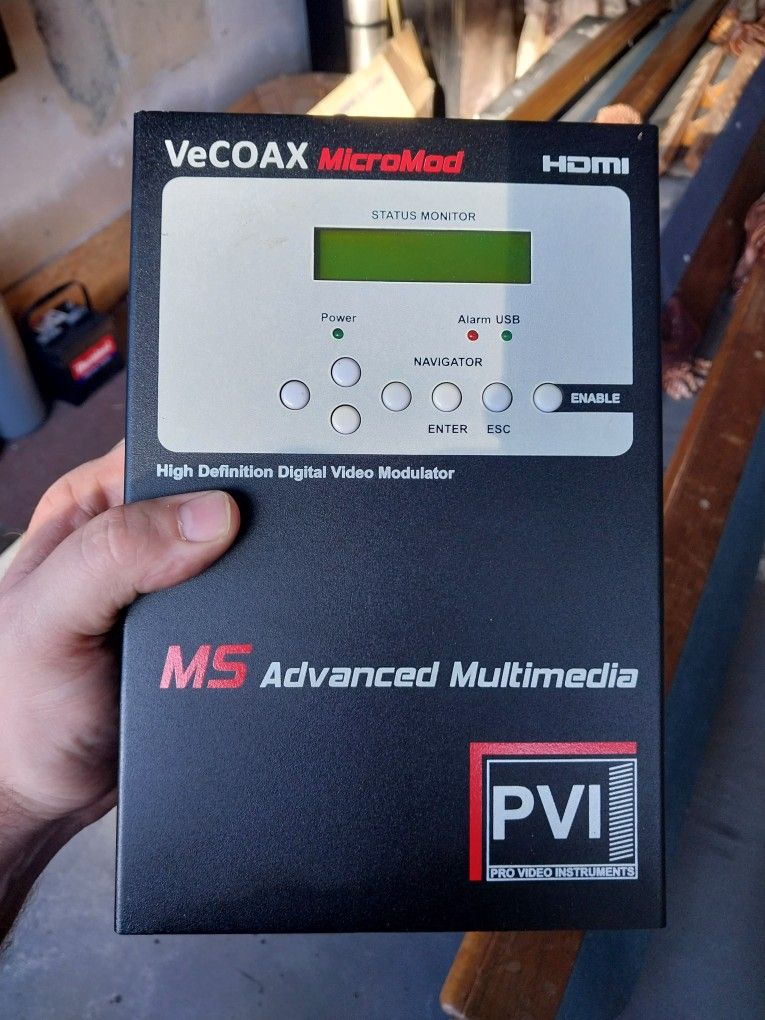 VeCOAX MicroMod HDMI
STATUS MONITOR
Power Alarm USB
NAVIGATOR
ENABLE
ENTER ESC
High Definition Digital Video Modulator
MS Advanced Multimedia
PVI
PRO VIDEO INSTRUMENTS